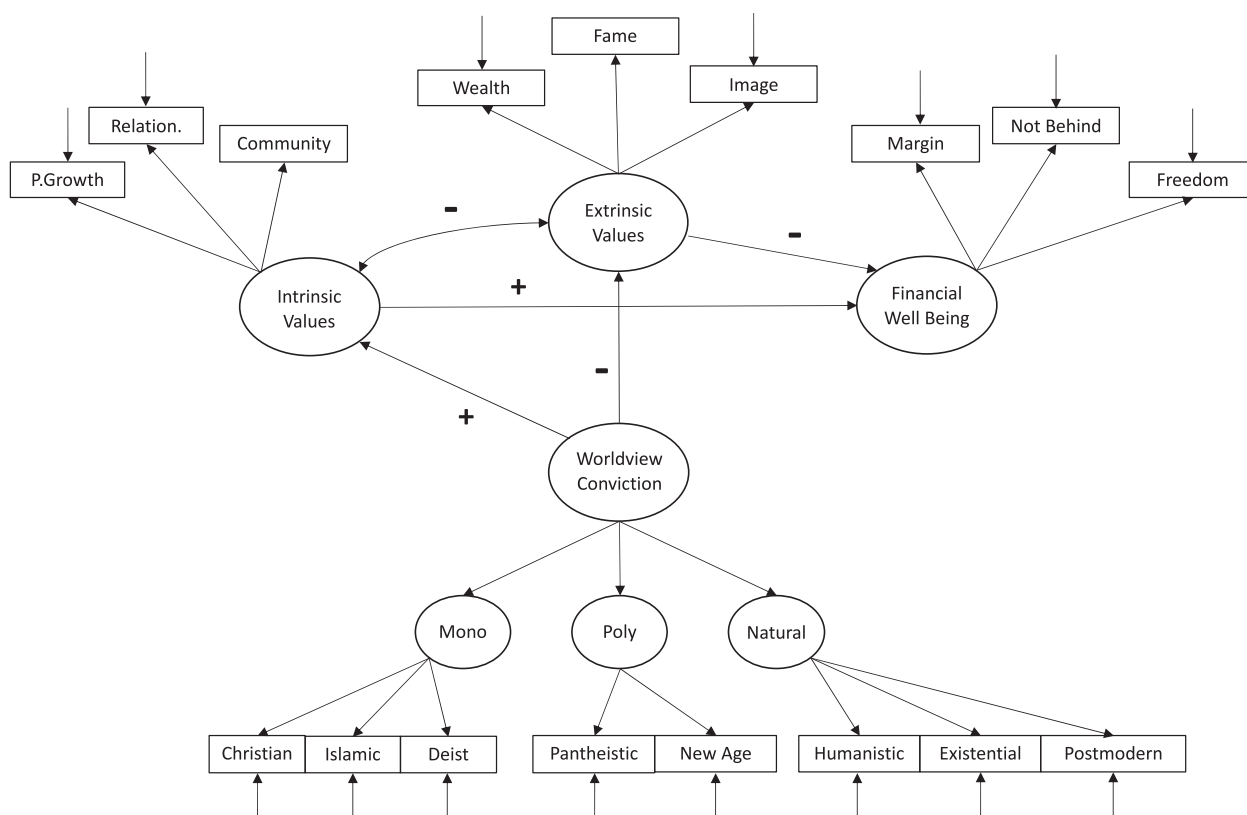 Fame
Wealth
Image
Relation.
Community
P.Growth
Margin
Not Behind
Freedom
-
Extrinsic
Values
-
Intrinsic
Values
+
Financial
Well Being
-
+
Worldview
Conviction
Mono
Poly
Natural
Christian
Islamic
Deist
Pantheistic
New Age
Humanistic
Existential
Postmodern